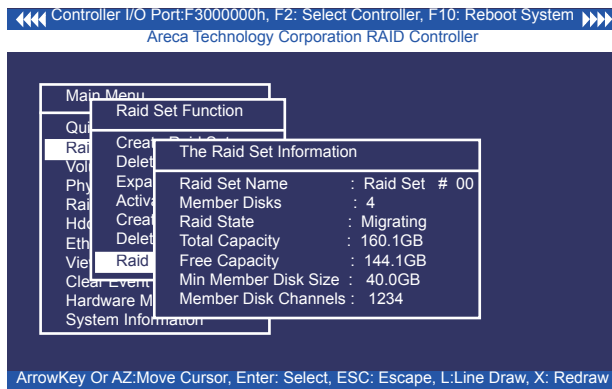 Controller I/O Port:F3000000h, F2: Select Controller, F10: Reboot System
Areca Technology Corporation RAID Controller
Main Menu
Raid Set Function
The Raid Set Information
Raid Set Name : Raid Set # 00
Member Disks : 4
Raid State : Migrating
Total Capacity : 160.1GB
Free Capacity : 144.1GB
Min Member Disk Size : 40.0GB
Member Disk Channels : 1234
Raid
Clear Event
Hardware M
System Information
ArrowKey Or AZ:Move Cursor, Enter: Select, ESC: Escape, L:Line Draw, X: Redraw